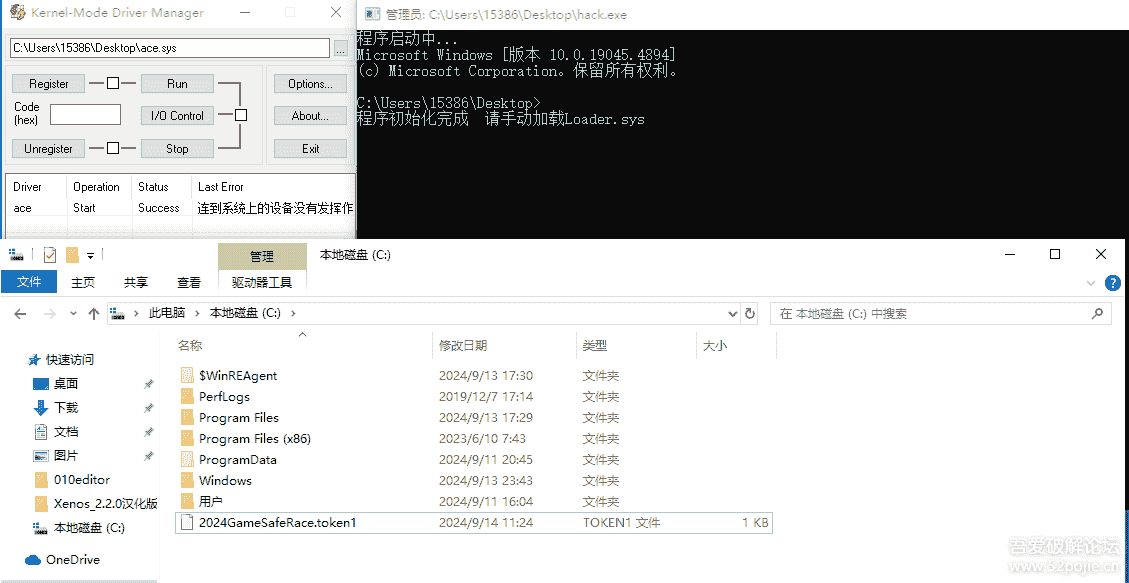 Kernel-Mode Driver Manager
C:\Users\15386\Desktop\ace.sys
...
Register
Run
Options...
Code
(hex)
I/O Control
About...
Unregister
Stop
Exit
Driver Operation Status Last Error
ace Start Success 连到系统上的设备没有发挥作
管理员: C:\Users\15386\Desktop\hack.exe
程序启动中...
Microsoft Windows [版本 10.0.19045.4894]
(c) Microsoft Corporation。保留所有权利。
C:\Users\15386\Desktop>
程序初始化完成 请手动加载Loader.sys
管理 本地磁盘 (C:)
文件 主页 共享 查看 驱动器工具
此电脑 › 本地磁盘 (C:) ›
在 本地磁盘 (C:) 中搜索
快速访问
桌面
下载
文档
图片
010editor
Xenos_2.2.0汉化版
本地磁盘 (C:)
OneDrive
名称 修改日期 类型 大小
$WinREAgent 2024/9/13 17:30 文件夹
PerfLogs 2019/12/7 17:14 文件夹
Program Files 2024/9/13 17:29 文件夹
Program Files (x86) 2023/6/10 7:43 文件夹
ProgramData 2024/9/11 20:45 文件夹
Windows 2024/9/13 23:43 文件夹
用户 2024/9/11 16:04 文件夹
2024GameSafeRace.token1 2024/9/14 11:24 TOKEN1 文件 1 KB
吾爱破解论坛
www.52pojie.cn